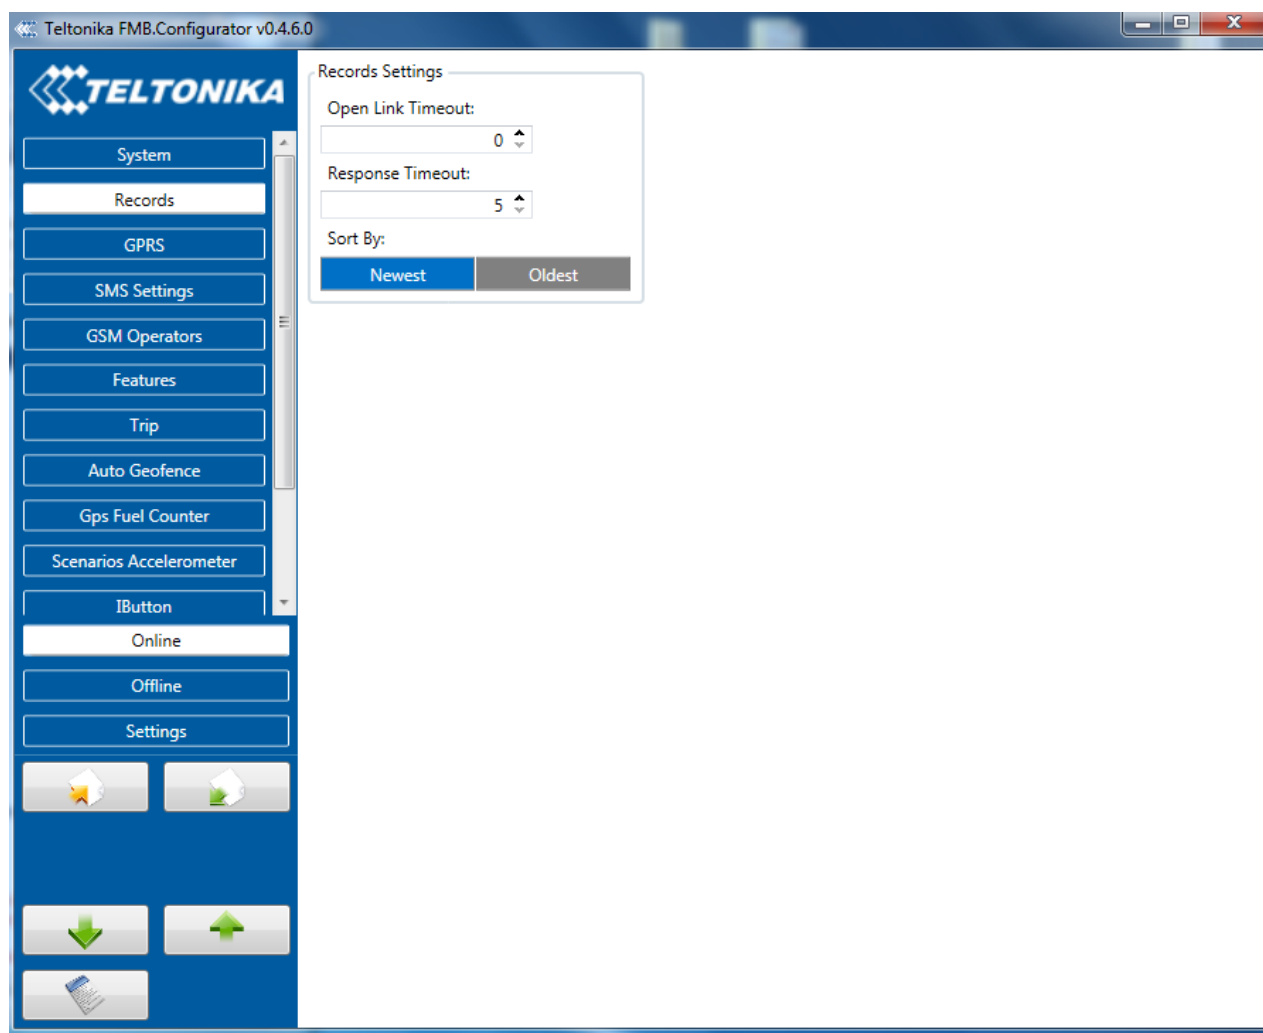 Teltonika FMB.Configurator v0.4.6.0
TELTONIKA
System
Records
GPRS
SMS Settings
GSM Operators
Features
Trip
Auto Geofence
Gps Fuel Counter
Scenarios Accelerometer
IButton
Online
Offline
Settings
Records Settings
Open Link Timeout:
0
Response Timeout:
5
Sort By:
Newest Oldest